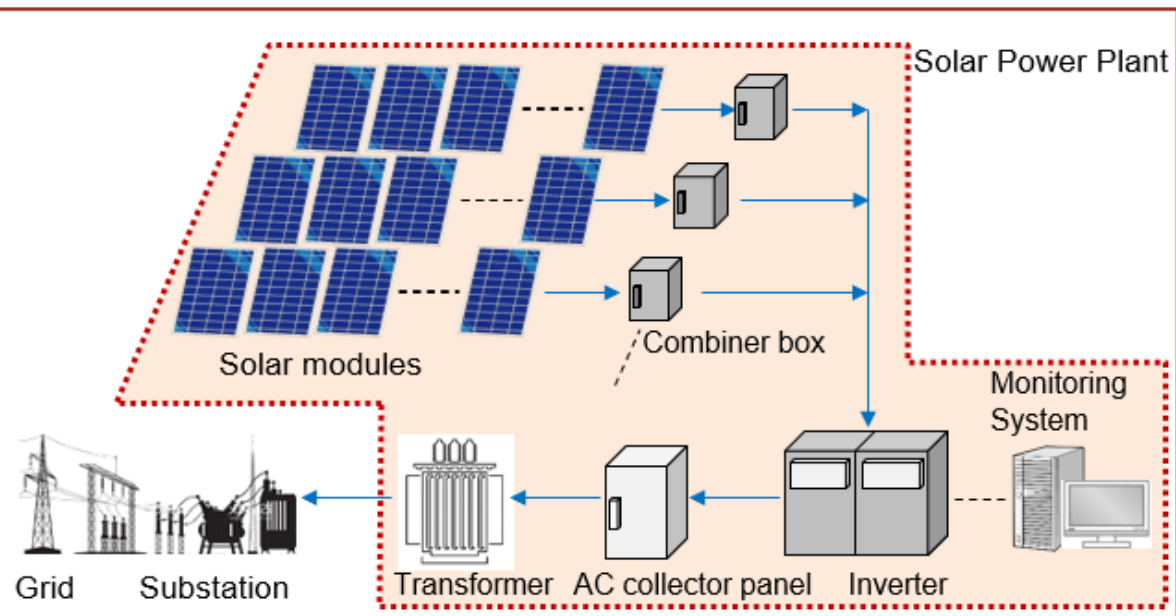 Solar Power Plant
Combiner box
Solar modules
Monitoring
System
Grid
Substation
Transformer
AC collector panel
Inverter